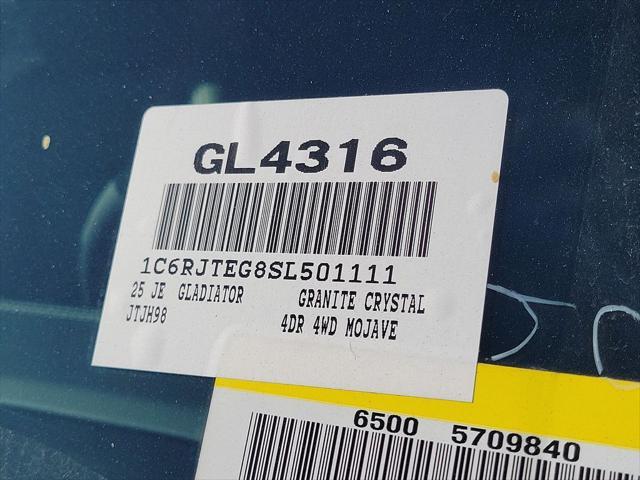 GL4316
1C6RJTEG8SL501111
25 JE GLADIATOR GRANITE CRYSTAL
JTJH98 4DR 4WD MOJAVE
6500 5709840